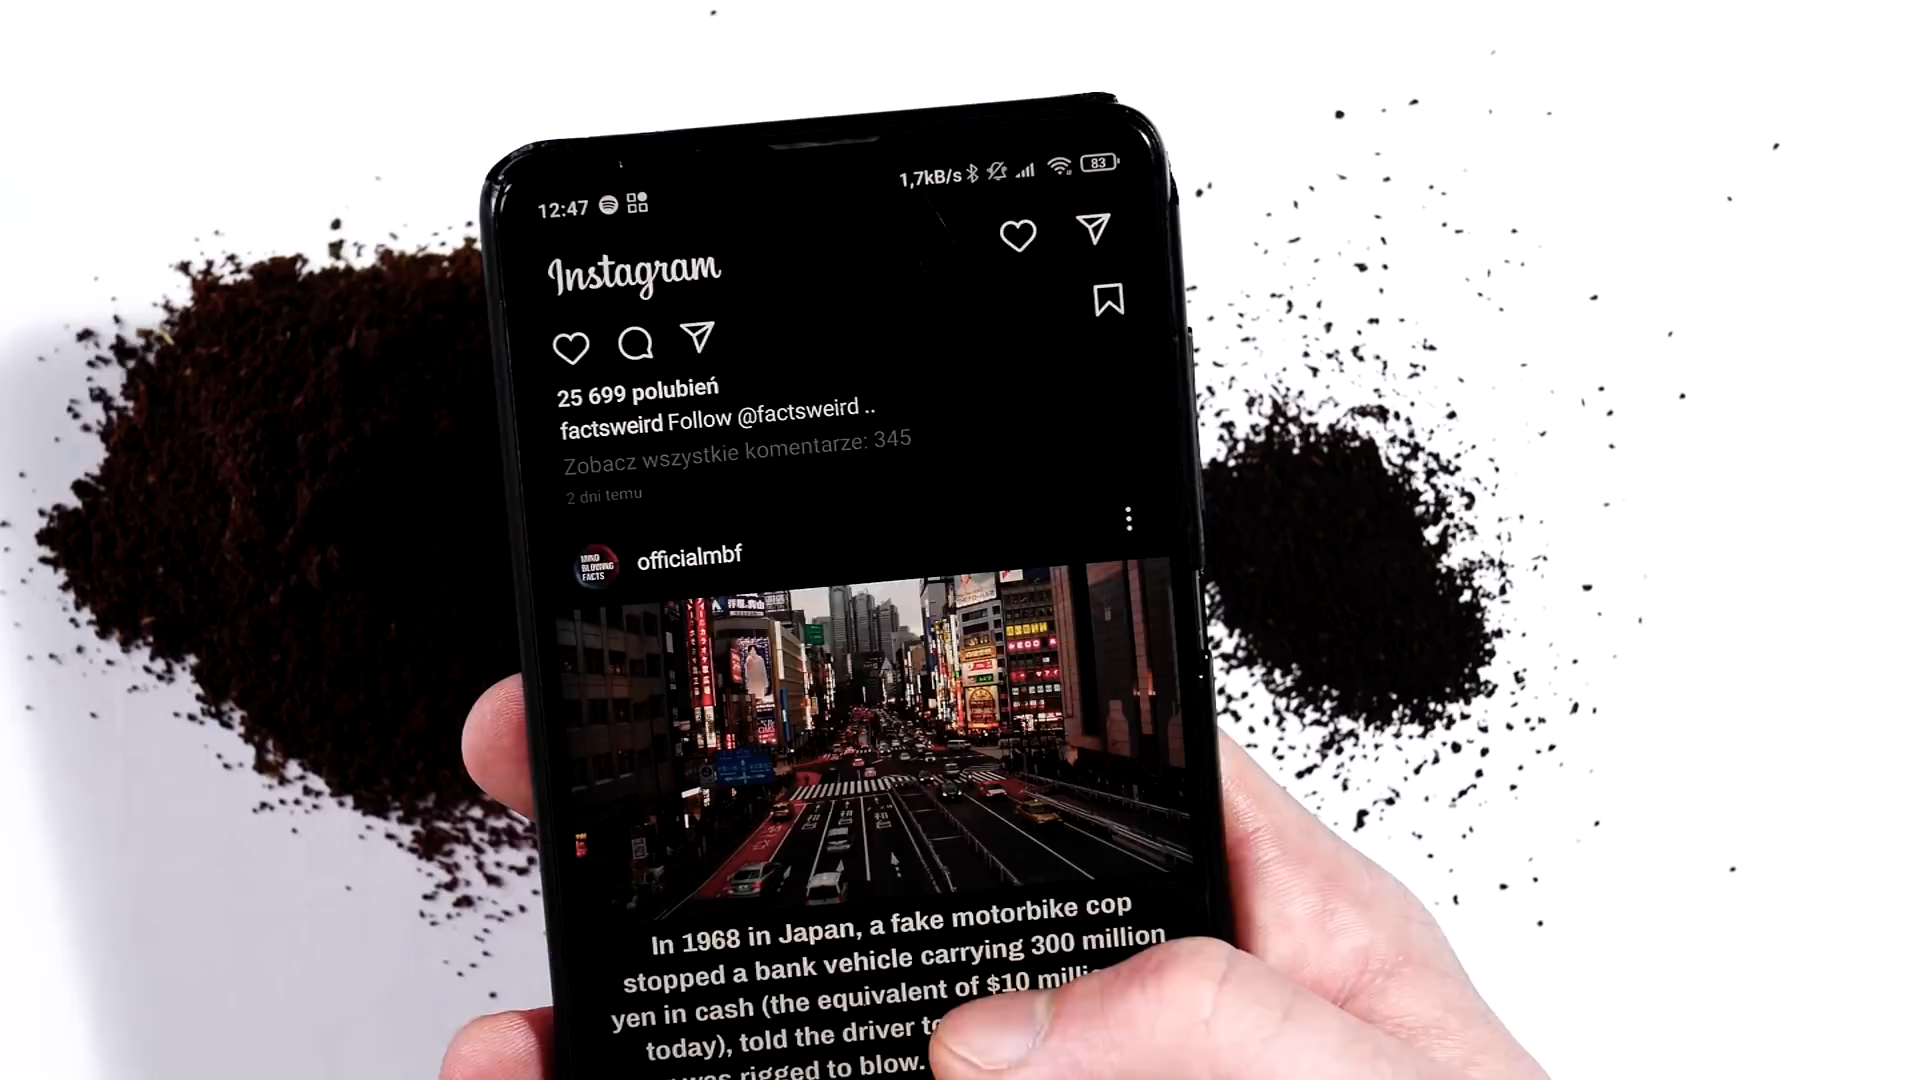 12:47
1,7kB/s
83
Instagram
25 699 polubień
factsweird Follow @factsweird ..
Zobacz wszystkie komentarze: 345
2 dni temu
MIND
BLOWING
FACTS
officialmbf
In 1968 in Japan, a fake motorbike cop
stopped a bank vehicle carrying 300 million
yen in cash (the equivalent of $10
today), told the driver
was rigged to blow.